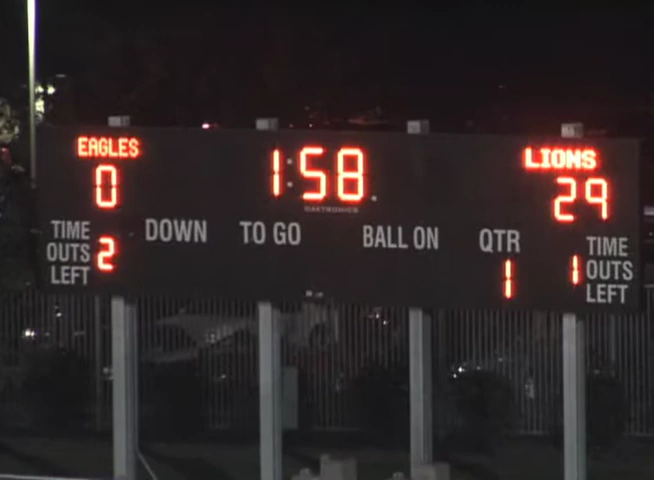 EAGLES
0
1:58
DAKTRONICS
LIONS
29
TIME OUTS LEFT 2
DOWN
TO GO
BALL ON
QTR
1
1 TIME OUTS LEFT